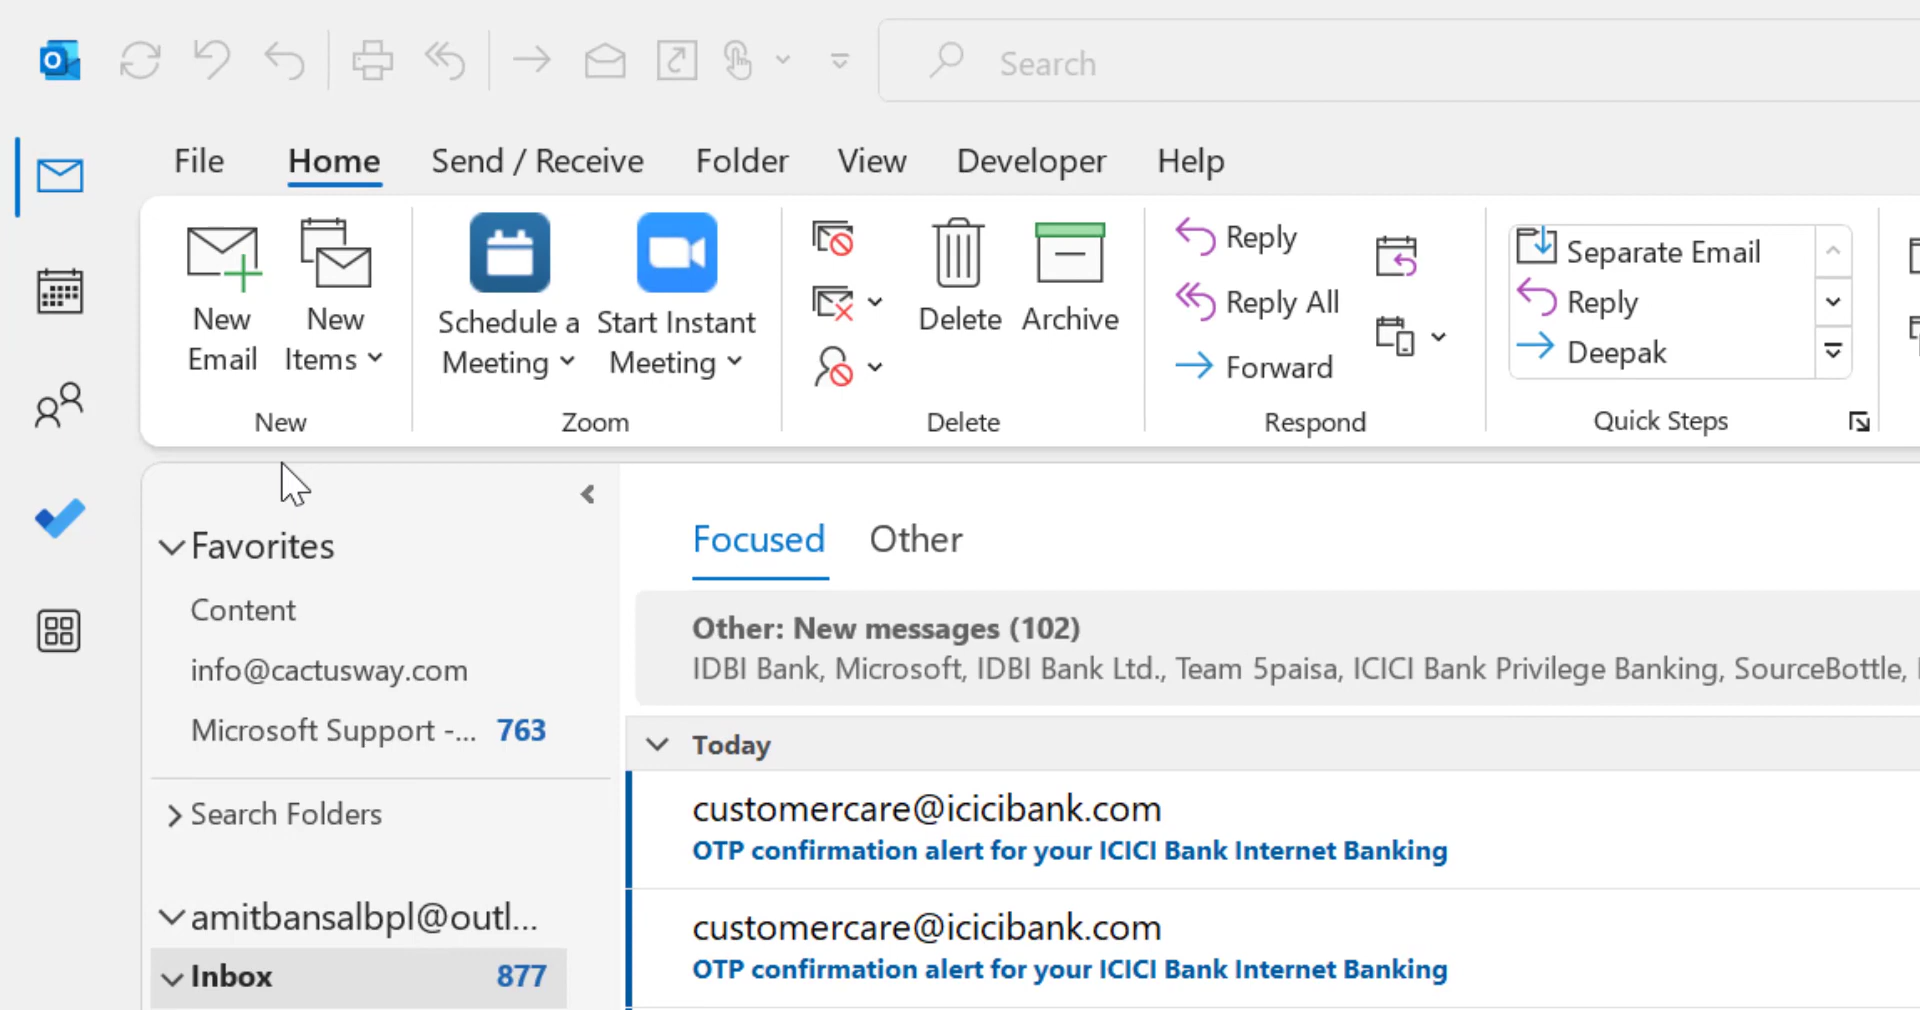 Search
File Home Send / Receive Folder View Developer Help
New Email
New Items
New
Schedule a Meeting
Start Instant Meeting
Zoom
Delete
Archive
Delete
Reply
Reply All
Forward
Respond
Separate Email
Reply
Deepak
Quick Steps
Favorites
Content
info@cactusway.com
Microsoft Support -... 763
Search Folders
amitbansalbpl@outl...
Inbox 877
Focused Other
Other: New messages (102)
IDBI Bank, Microsoft, IDBI Bank Ltd., Team 5paisa, ICICI Bank Privilege Banking, SourceBottle,
Today
customercare@icicibank.com
OTP confirmation alert for your ICICI Bank Internet Banking
customercare@icicibank.com
OTP confirmation alert for your ICICI Bank Internet Banking